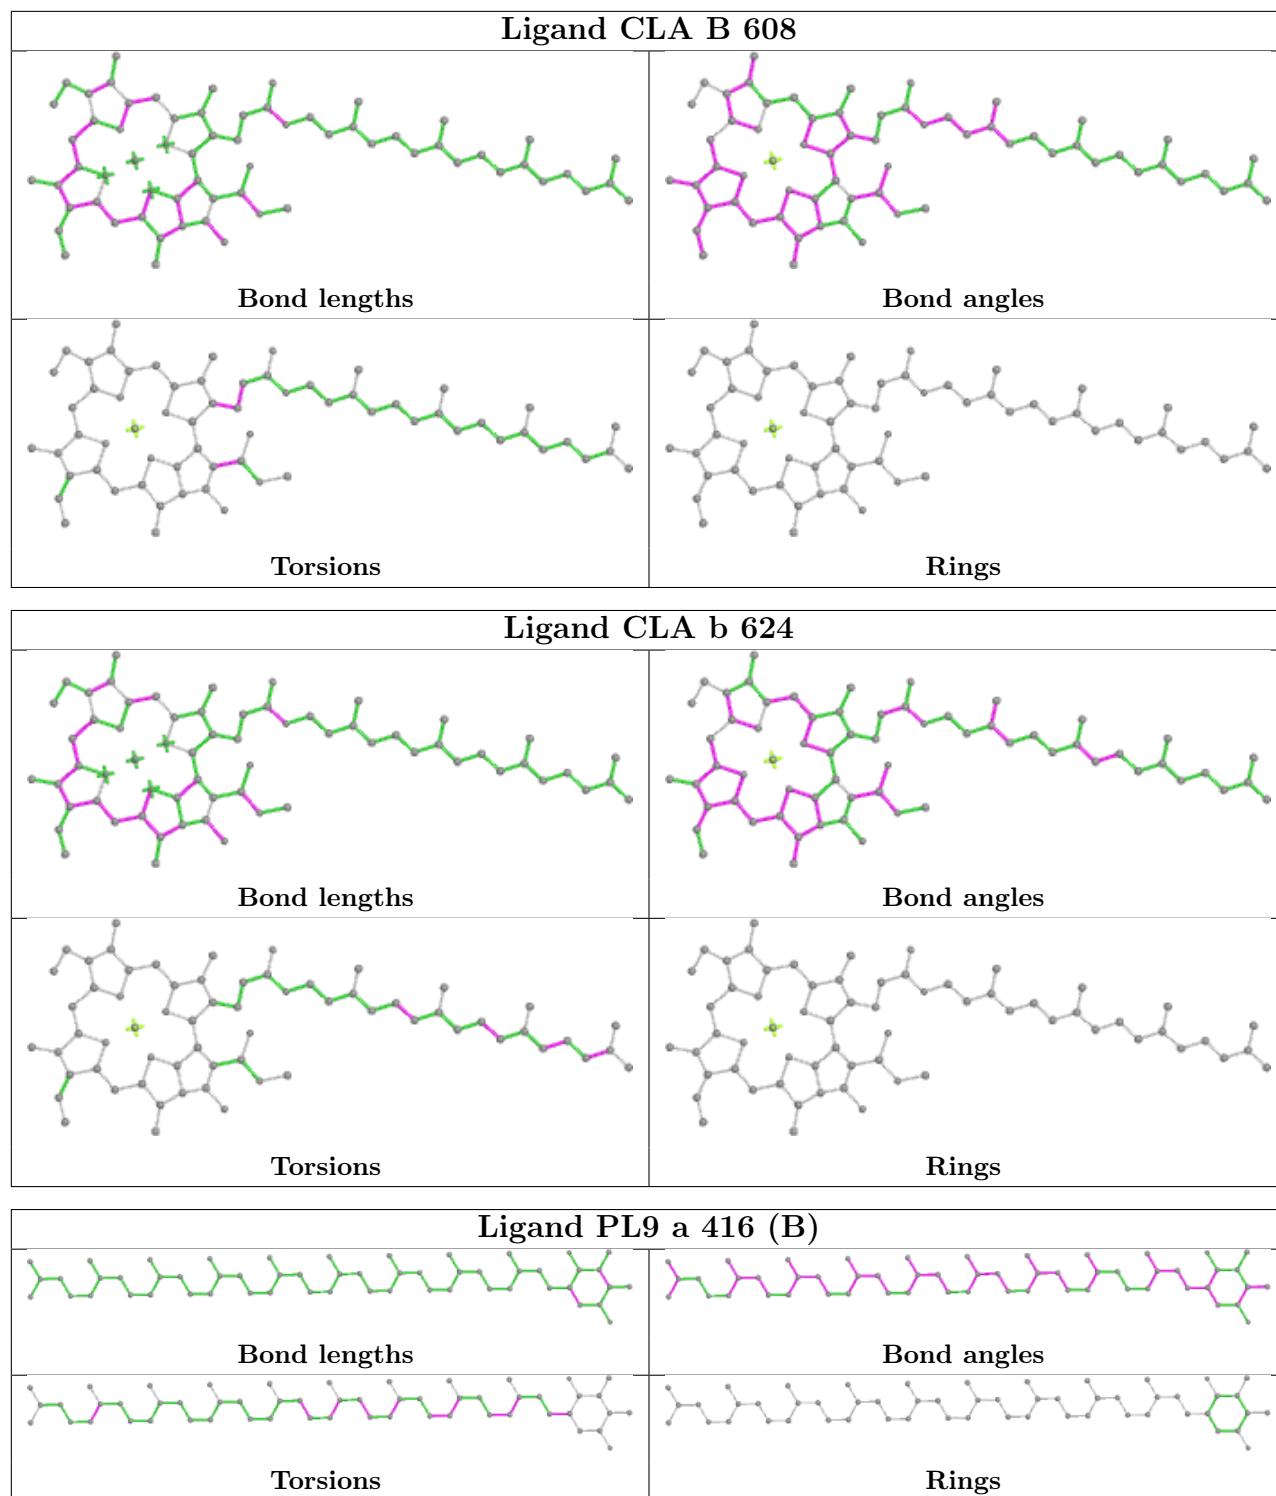 Ligand CLA B 608
Bond lengths
Bond angles
Torsions
Rings
Ligand CLA b 624
Bond lengths
Bond angles
Torsions
Rings
Ligand PL9 a 416 (B)
Bond lengths
Bond angles
Torsions
Rings